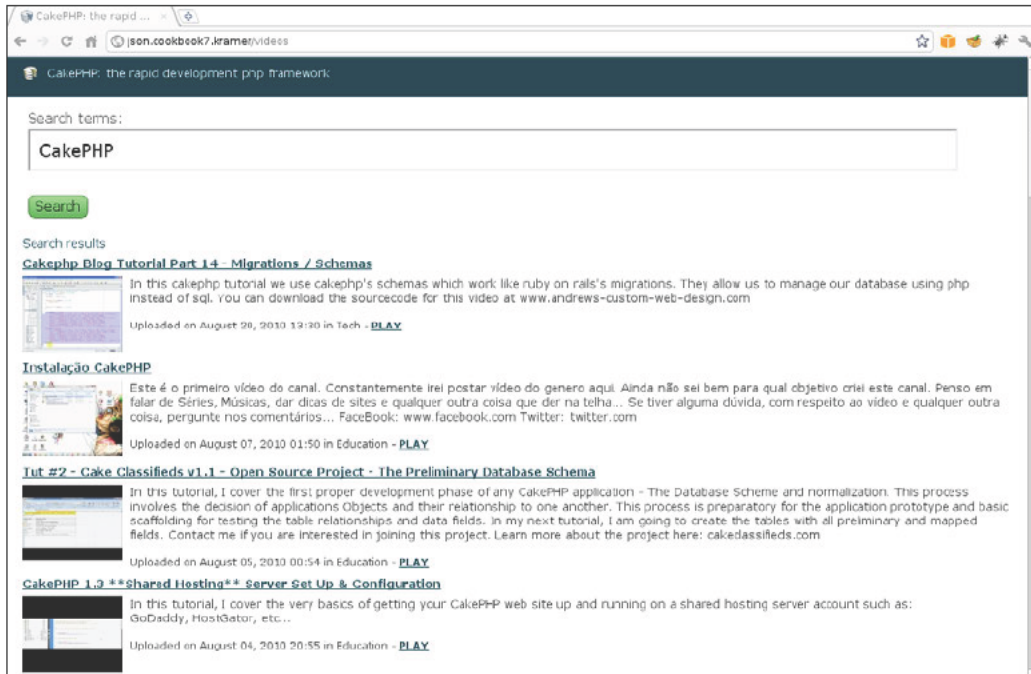 CakePHP: the rapid ...
json.cookbook7.kramer/videos
CakePHP: the rapid development php framework
Search terms:
CakePHP
Search
Search results
Cakephp Blog Tutorial Part 14 - Migrations / Schemas
In this cakephp tutorial we use cakephp's schemas which work like ruby on rails's migrations. They allow us to manage our database using php
instead of sql. You can download the sourcecode for this video at www.andrews-custom-web-design.com
Uploaded on August 20, 2010 13:30 in Tech - PLAY
Instalação CakePHP
Este é o primeiro vídeo do canal. Constantemente irei postar vídeo do genero aqui. Ainda não sei bem para qual objetivo criei este canal. Penso em
falar de Séries, Músicas, dar dicas de sites e qualquer outra coisa que der na telha... Se tiver alguma dúvida, com respeito ao vídeo e qualquer outra
coisa, pergunte nos comentários... FaceBook: www.facebook.com Twitter: twitter.com
Uploaded on August 07, 2010 01:50 in Education - PLAY
Tut #2 - Cake Classifieds v1.1 - Open Source Project - The Preliminary Database Schema
In this tutorial, I cover the first proper development phase of any CakePHP application - The Database Scheme and normalization. This process
involves the decision of applications Objects and their relationship to one another. This process is preparatory for the application prototype and basic
scaffolding for testing the table relationships and data fields. In my next tutorial, I am going to create the tables with all preliminary and mapped
fields. Contact me if you are interested in joining this project. Learn more about the project here: cakeclassifieds.com
Uploaded on August 05, 2010 00:54 in Education - PLAY
CakePHP 1.3 **Shared Hosting** Server Set Up & Configuration
In this tutorial, I cover the very basics of getting your CakePHP web site up and running on a shared hosting server account such as:
GoDaddy, HostGator, etc...
Uploaded on August 04, 2010 20:55 in Education - PLAY